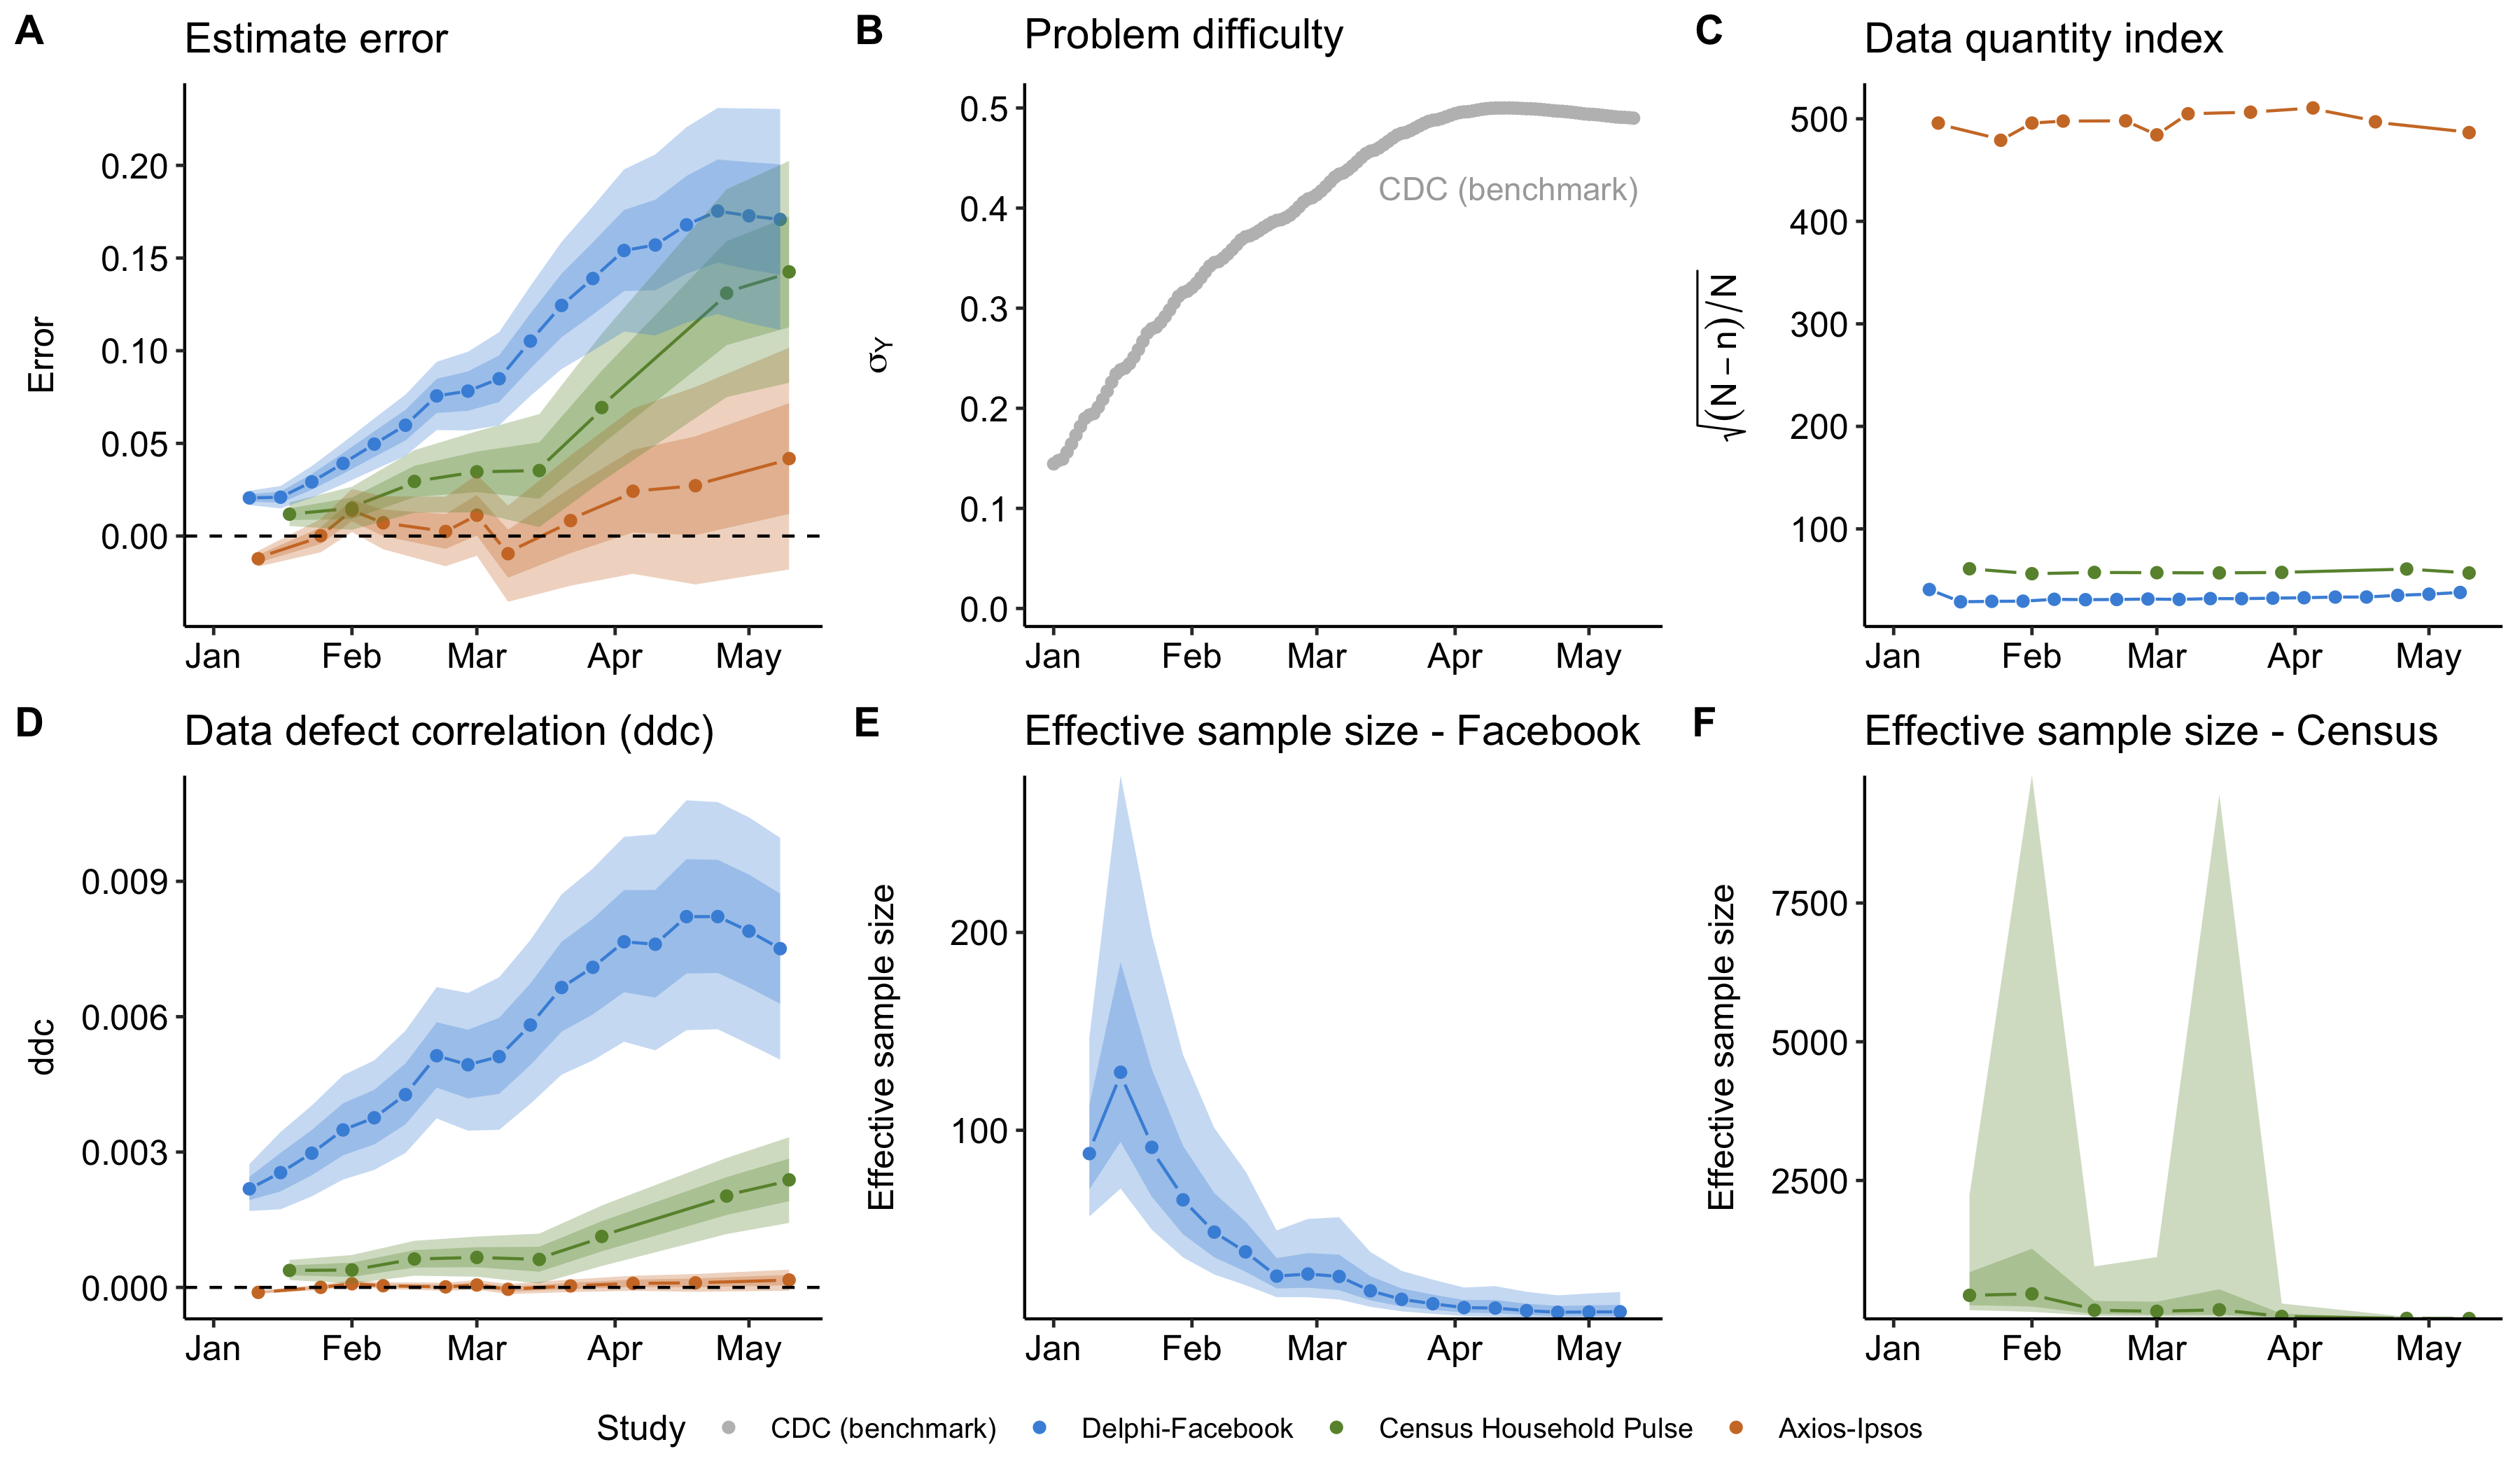 A Estimate error
0.20
0.15
0.10
0.05
0.00
Error
Jan Feb Mar Apr May
B Problem difficulty
0.5
0.4
0.3
0.2
0.1
0.0
σY
CDC (benchmark)
Jan Feb Mar Apr May
C Data quantity index
500
400
300
200
100
√(N − n)/N
Jan Feb Mar Apr May
D Data defect correlation (ddc)
0.009
0.006
0.003
0.000
ddc
Jan Feb Mar Apr May
E Effective sample size - Facebook
200
100
Effective sample size
Jan Feb Mar Apr May
F Effective sample size - Census
7500
5000
2500
Effective sample size
Jan Feb Mar Apr May
Study CDC (benchmark) Delphi-Facebook Census Household Pulse Axios-Ipsos